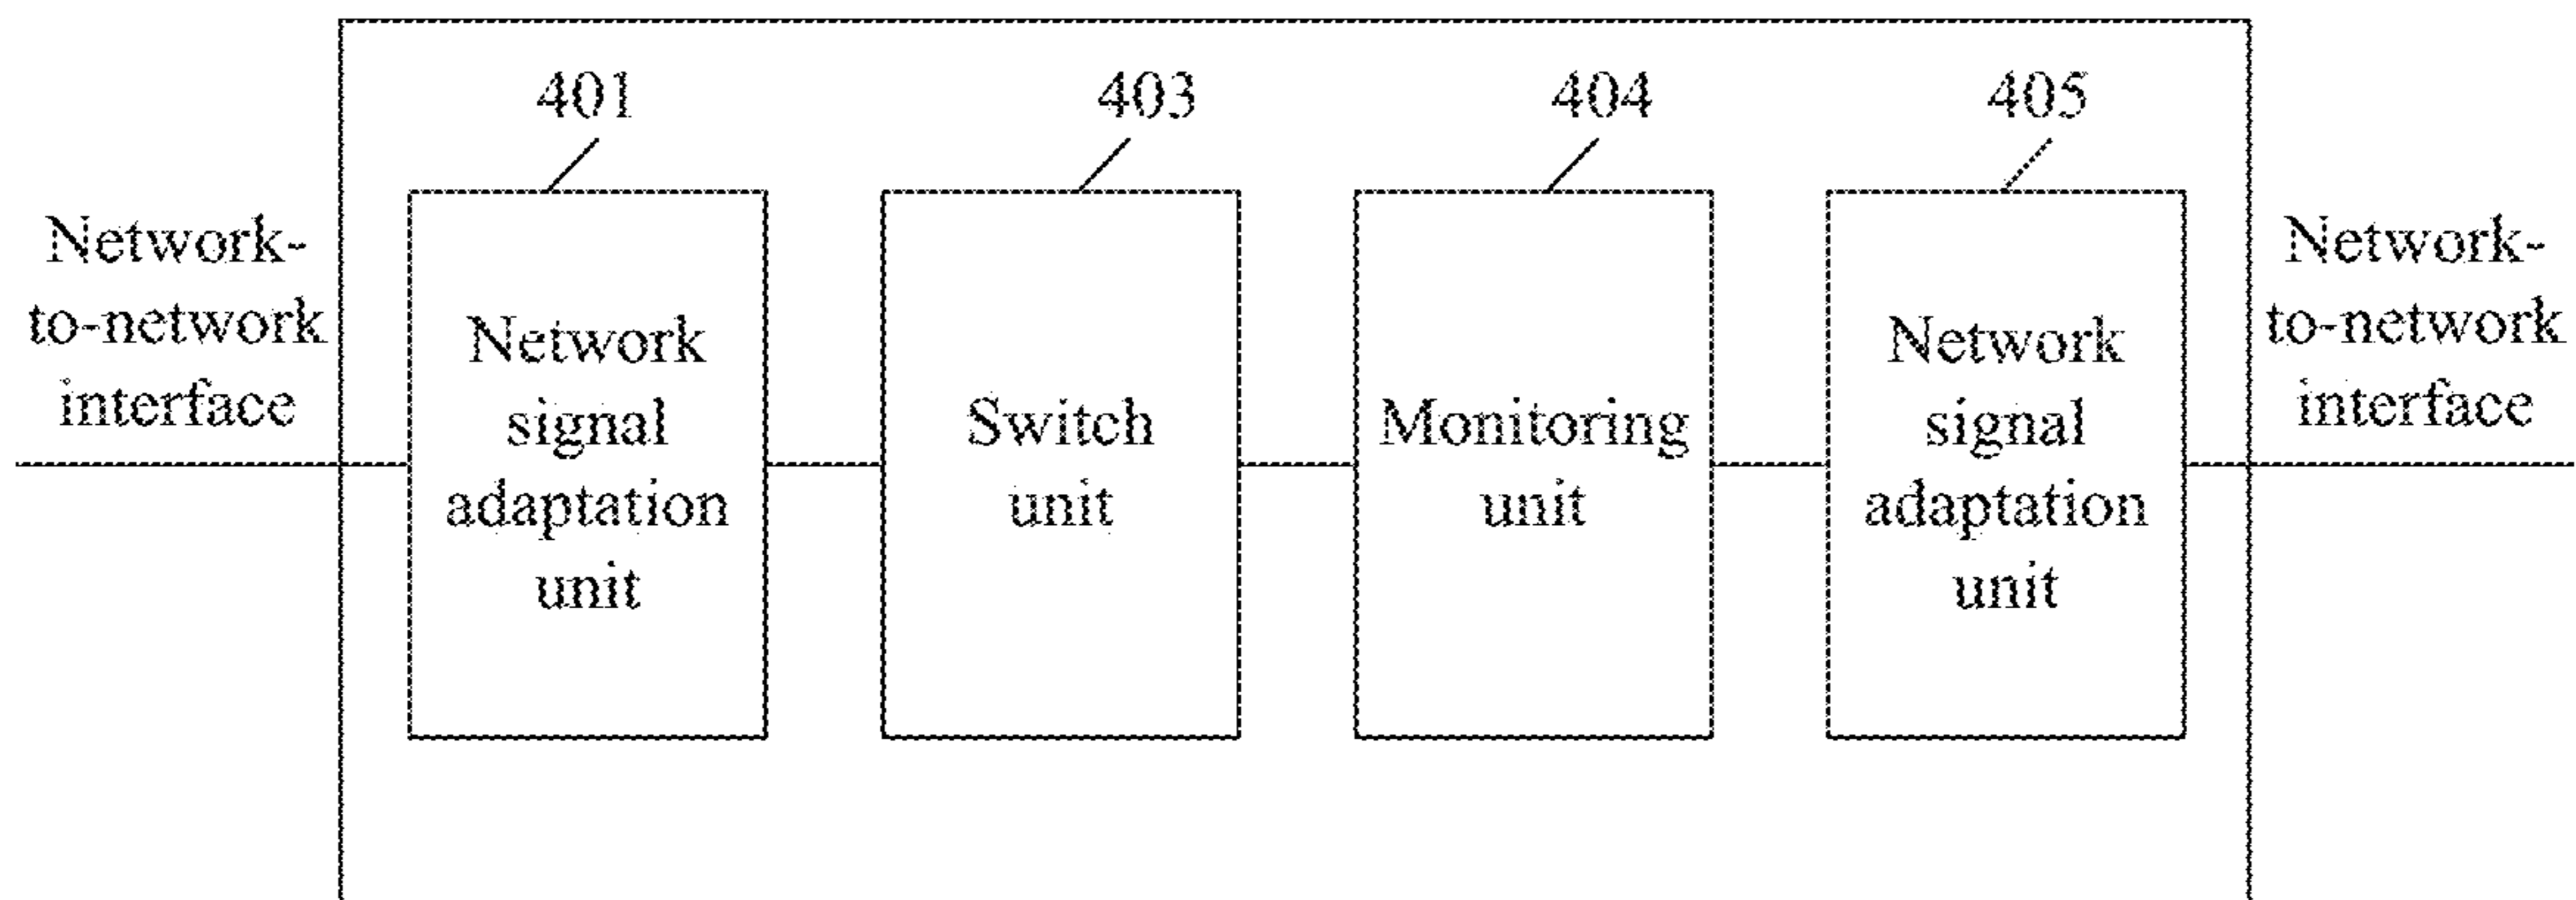 401
403
404
405
Network-
to-network
interface
Network
signal
adaptation
unit
Switch
unit
Monitoring
unit
Network
signal
adaptation
unit
Network-
to-network
interface